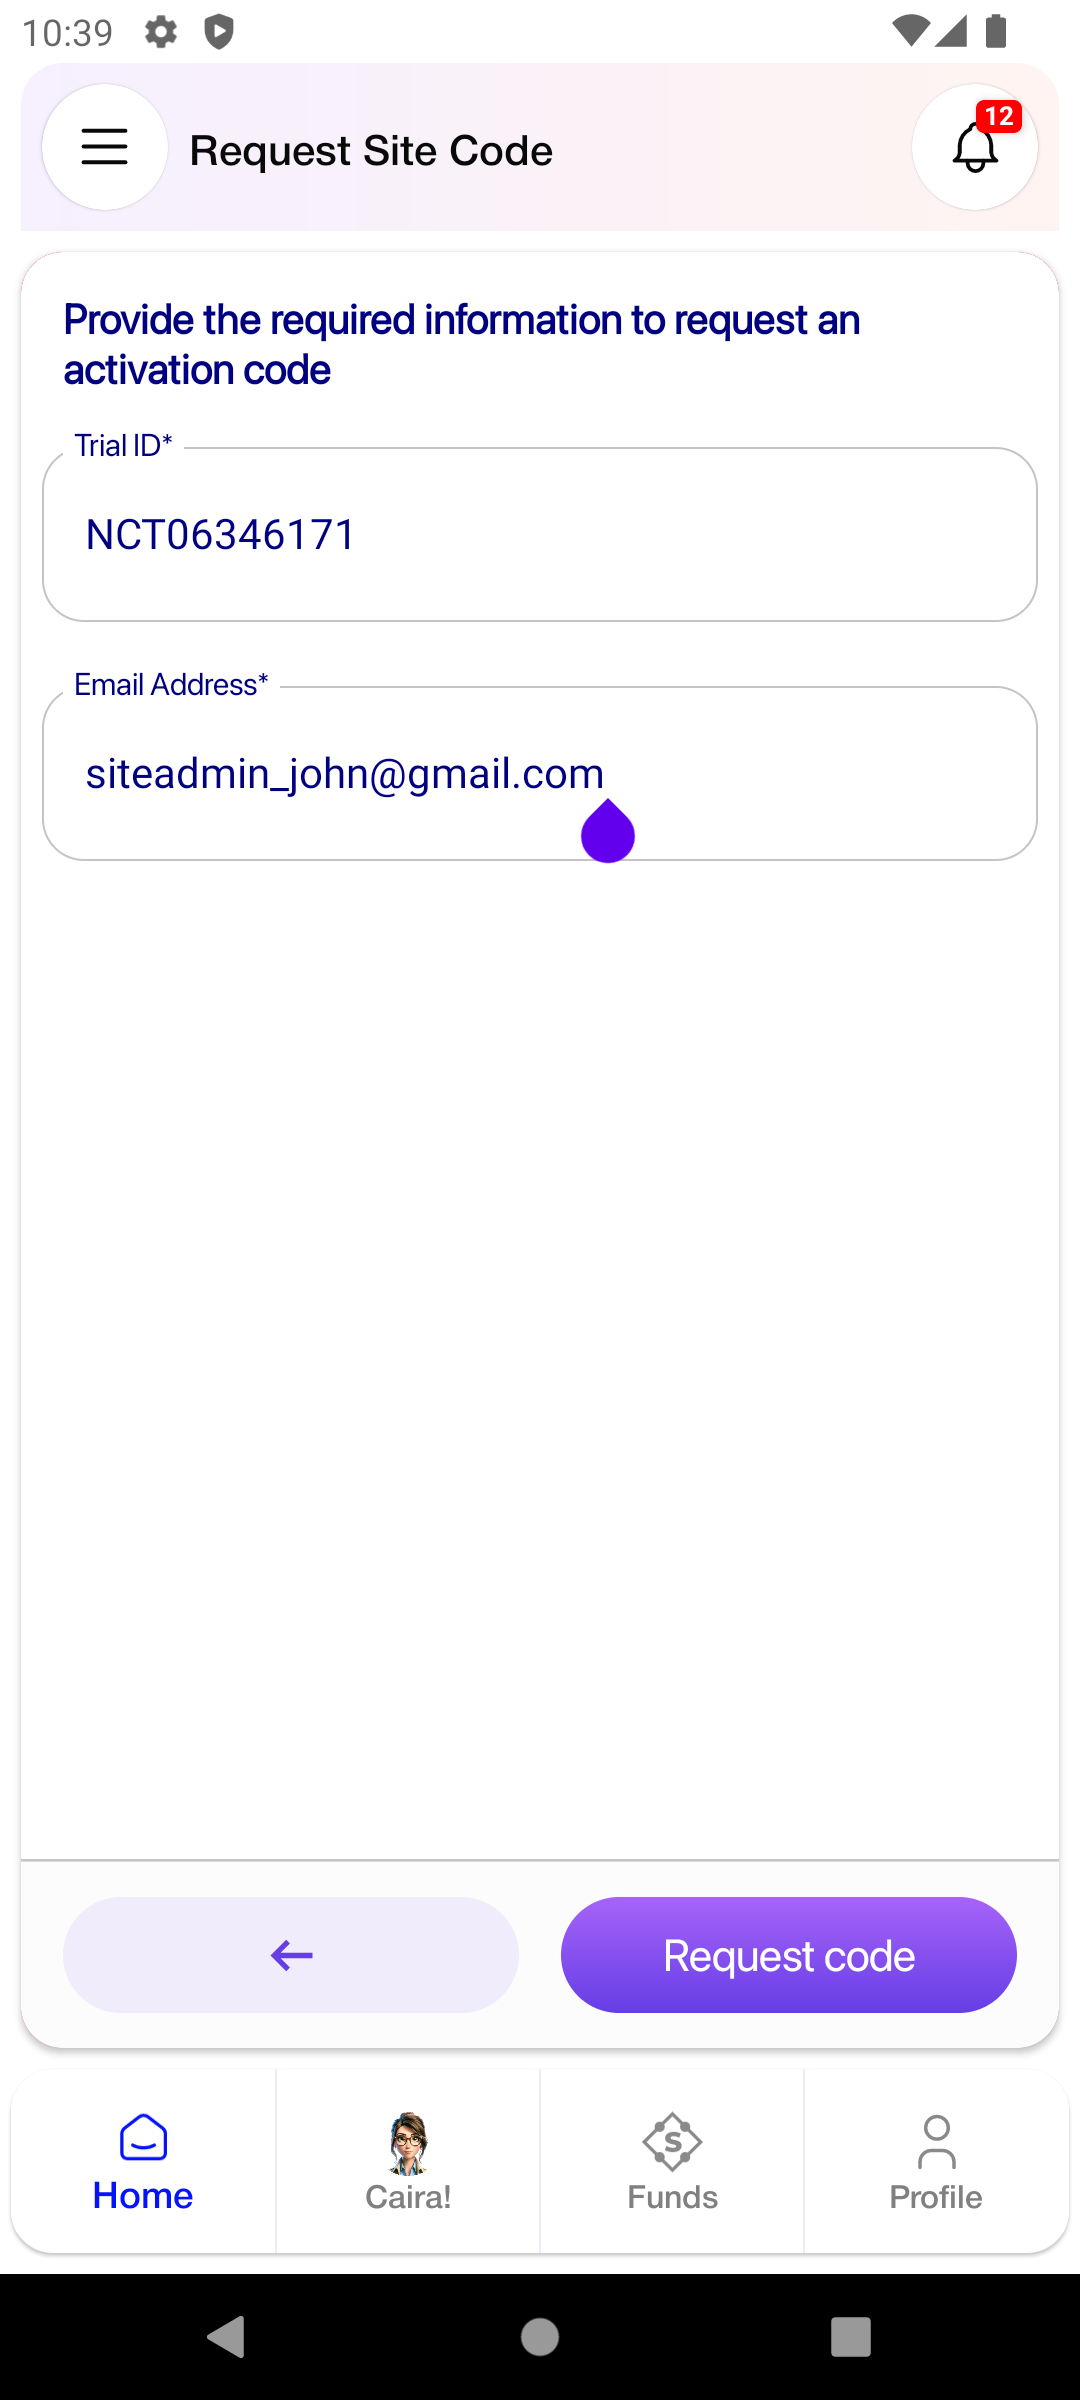 10:39
12
Request Site Code
Provide the required information to request an
activation code
Trial ID*
NCT06346171
Email Address*
siteadmin_john@gmail.com
Request code
Home
Caira!
Funds
Profile